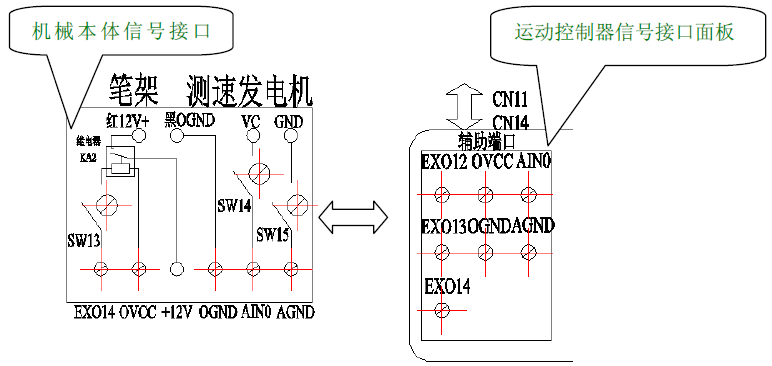 机械本体信号接口
运动控制器信号接口面板
笔架 测速发电机
红12V+ 黑OGND VC GND
继电器
KA2
SW13
SW14
SW15
EXO14 OVCC +12V OGND AIN0 AGND
CN11
CN14
辅助端口
EXO12 OVCC AIN0
EXO13 OGND AGND
EXO14